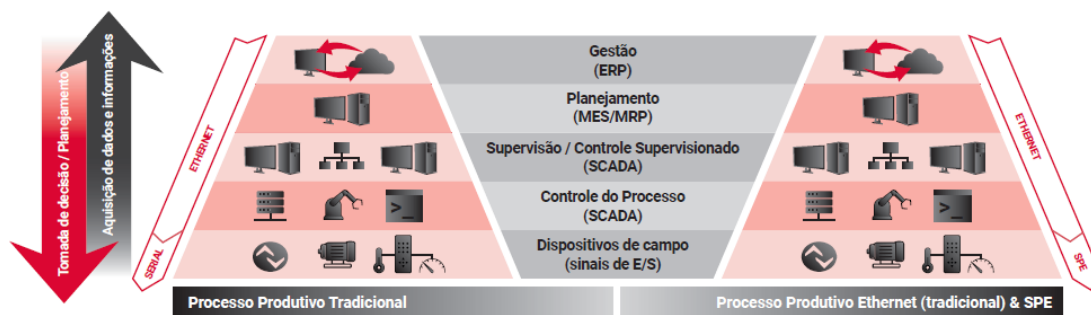 Tomada de decisão / Planejamento
Aquisição de dados e informações
ETHERNET
SERIAL
Gestão
(ERP)
Planejamento
(MES/MRP)
Supervisão / Controle Supervisionado
(SCADA)
Controle do Processo
(SCADA)
Dispositivos de campo
(sinais de E/S)
ETHERNET
SPE
>_
>_
Processo Produtivo Tradicional
Processo Produtivo Ethernet (tradicional) & SPE